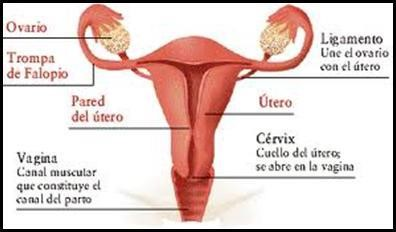 Ovario
Trompa
de Falopio
Pared
del útero
Vagina
Canal muscular
que constituye el
canal del parto
Ligamento
Une el ovario
con el útero
Útero
Cérvix
Cuello del útero;
se abre en la vagina